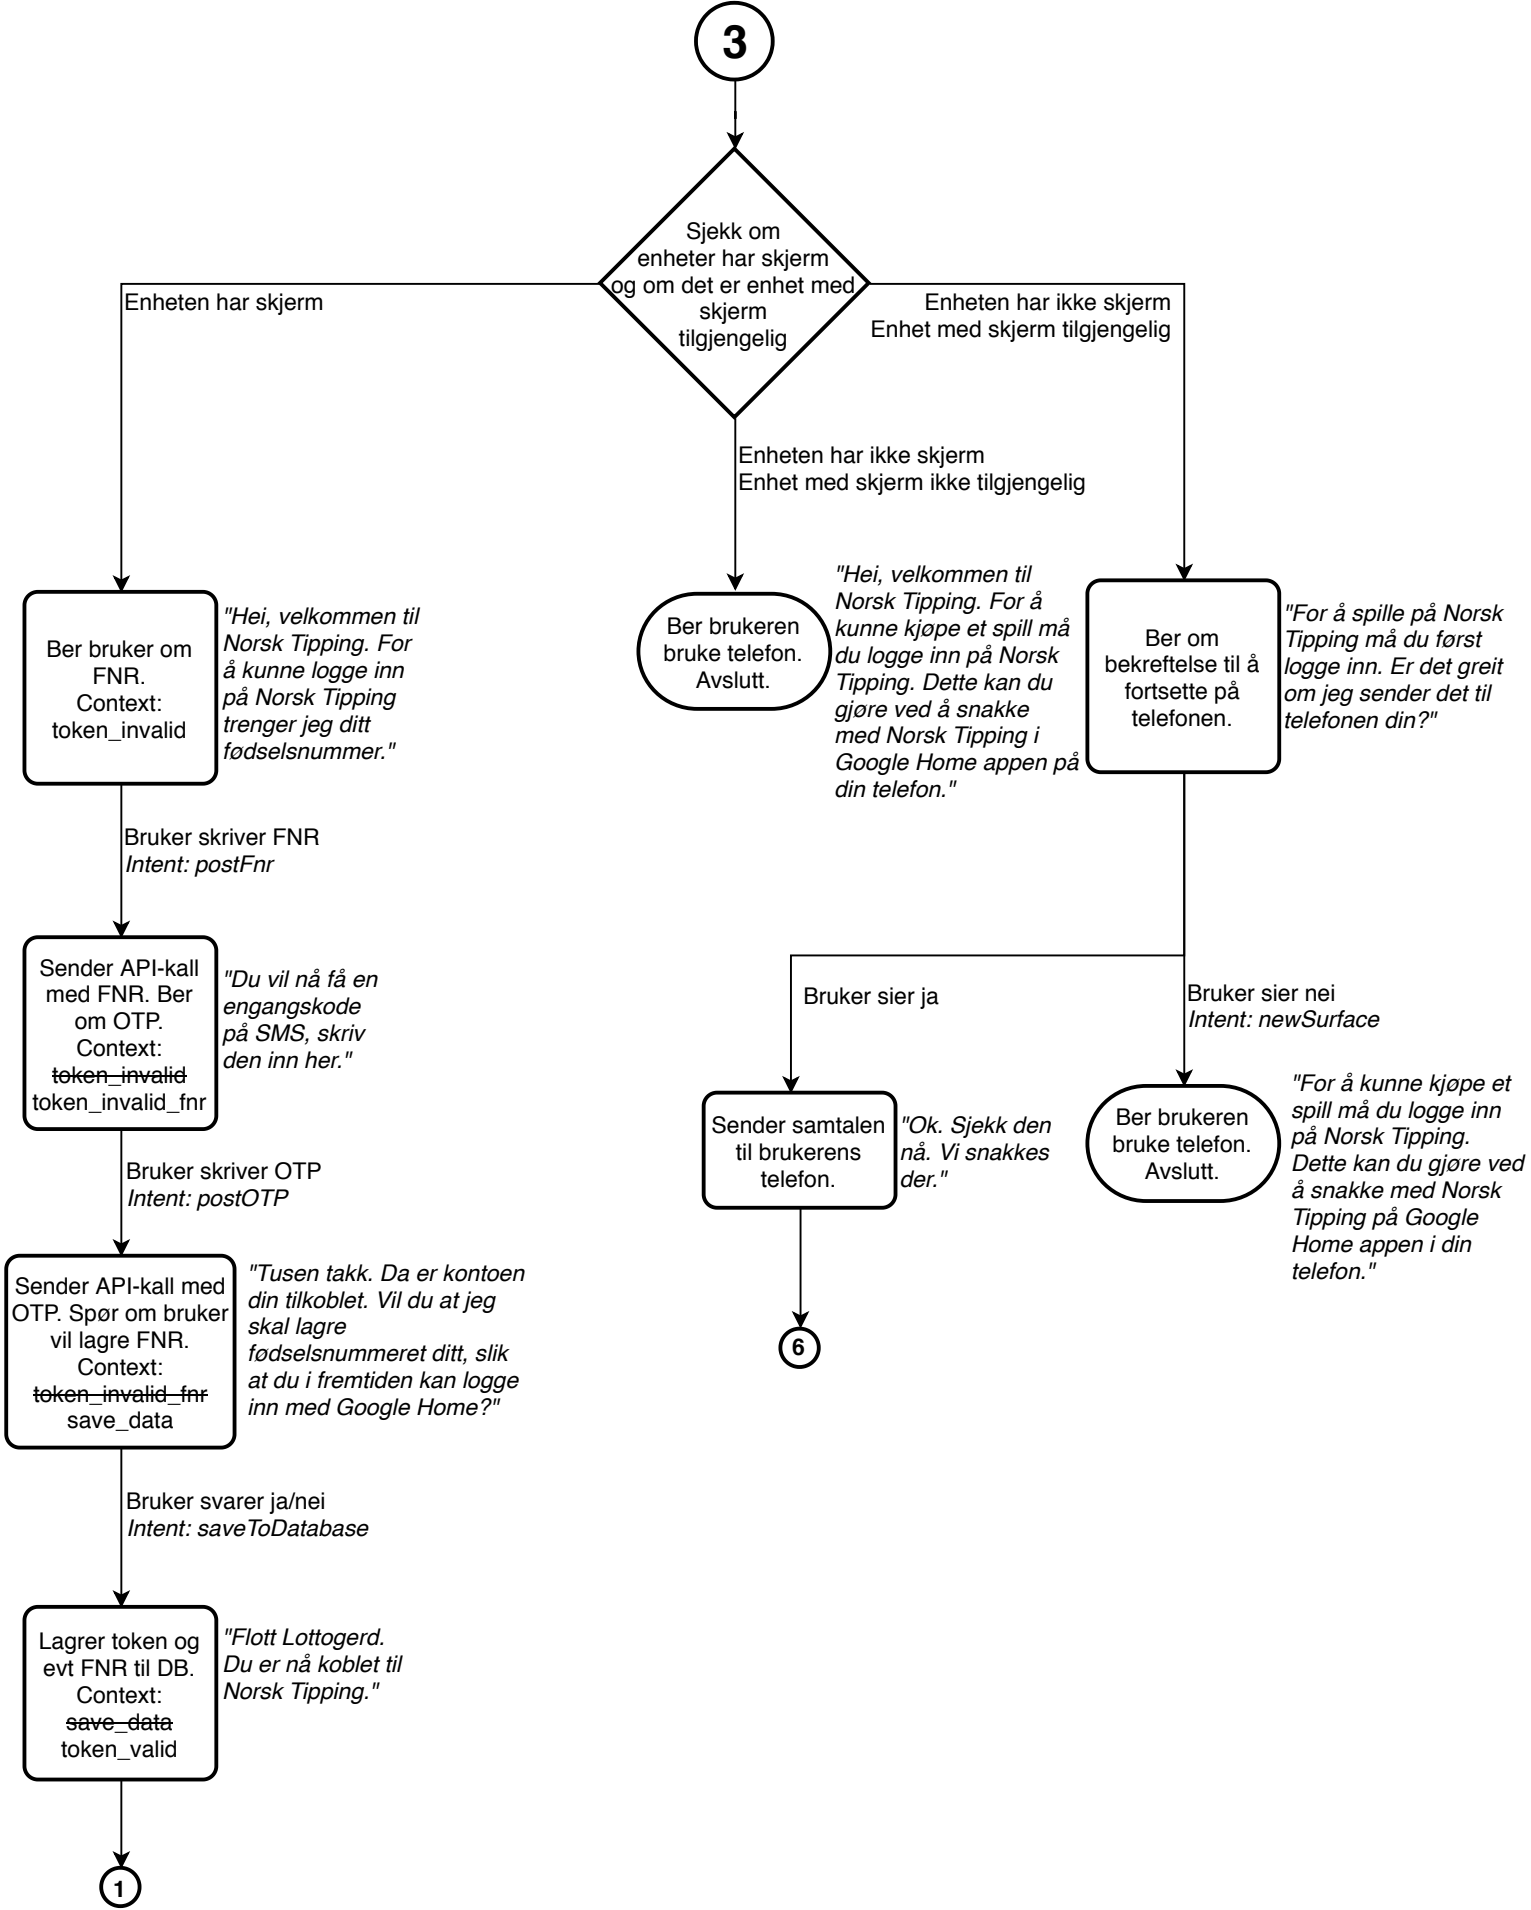 3
Sjekk om
enheter har skjerm
og om det er enhet med
skjerm
tilgjengelig
Enheten har skjerm
Enheten har ikke skjerm
Enhet med skjerm tilgjengelig
Enheten har ikke skjerm
Enhet med skjerm ikke tilgjengelig
Ber bruker om
FNR.
Context:
token_invalid
"Hei, velkommen til
Norsk Tipping. For
å kunne logge inn
på Norsk Tipping
trenger jeg ditt
fødselsnummer."
Ber brukeren
bruke telefon.
Avslutt.
"Hei, velkommen til
Norsk Tipping. For å
kunne kjøpe et spill må
du logge inn på Norsk
Tipping. Dette kan du
gjøre ved å snakke
med Norsk Tipping i
Google Home appen på
din telefon."
Ber om
bekreftelse til å
fortsette på
telefonen.
"For å spille på Norsk
Tipping må du først
logge inn. Er det greit
om jeg sender det til
telefonen din?"
Bruker skriver FNR
Intent: postFnr
Sender API-kall
med FNR. Ber
om OTP.
Context:
token_invalid
token_invalid_fnr
"Du vil nå få en
engangskode
på SMS, skriv
den inn her."
Bruker sier ja
Bruker sier nei
Intent: newSurface
Sender samtalen
til brukerens
telefon.
"Ok. Sjekk den
nå. Vi snakkes
der."
Ber brukeren
bruke telefon.
Avslutt.
"For å kunne kjøpe et
spill må du logge inn
på Norsk Tipping.
Dette kan du gjøre ved
å snakke med Norsk
Tipping på Google
Home appen i din
telefon."
Bruker skriver OTP
Intent: postOTP
Sender API-kall med
OTP. Spør om bruker
vil lagre FNR.
Context:
token_invalid_fnr
save_data
"Tusen takk. Da er kontoen
din tilkoblet. Vil du at jeg
skal lagre
fødselsnummeret ditt, slik
at du i fremtiden kan logge
inn med Google Home?"
6
Bruker svarer ja/nei
Intent: saveToDatabase
Lagrer token og
evt FNR til DB.
Context:
save_data
token_valid
"Flott Lottogerd.
Du er nå koblet til
Norsk Tipping."
1